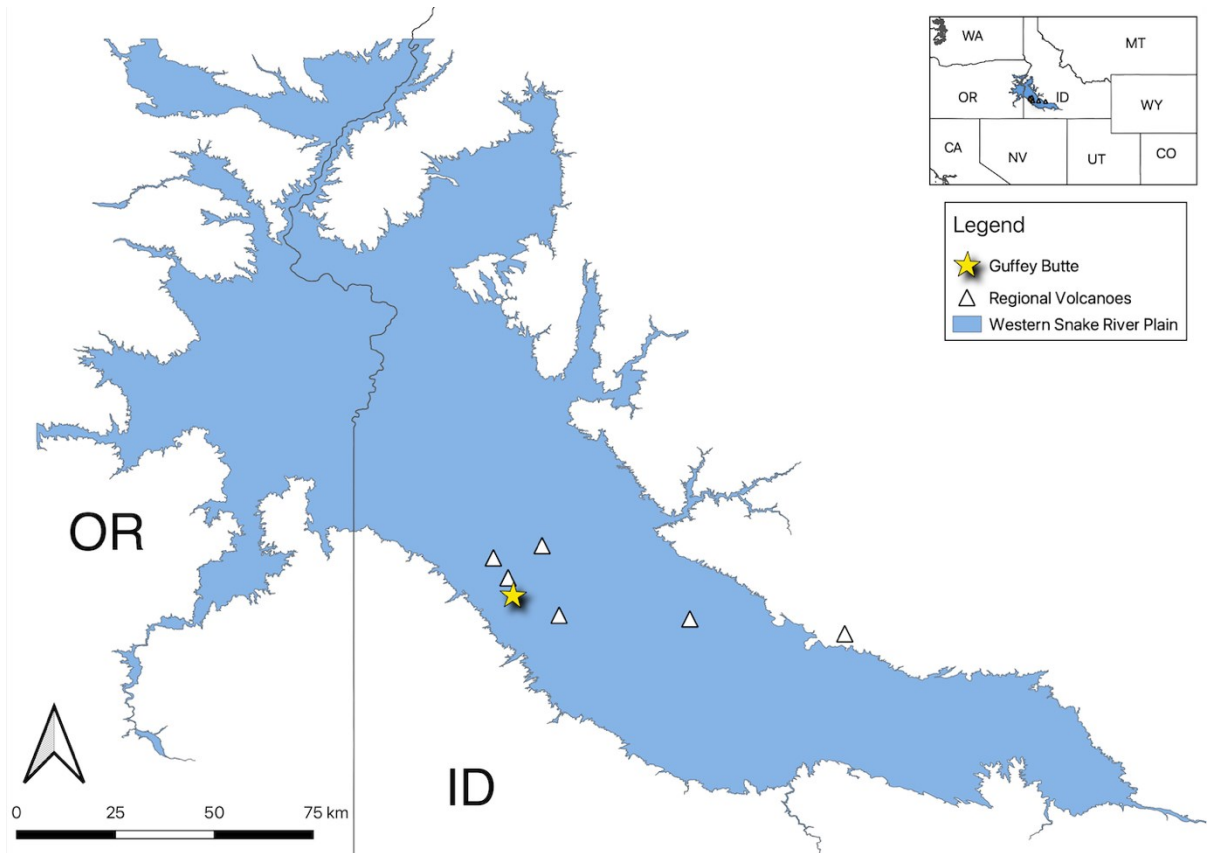 WA
MT
OR
ID
WY
CA
NV
UT
CO
Legend
Guffey Butte
Regional Volcanoes
Western Snake River Plain
OR
ID
0 25 50 75 km